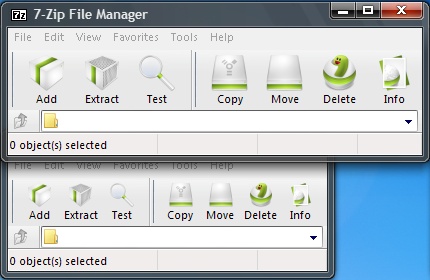 7z 7-Zip File Manager
File Edit View Favorites Tools Help
Add Extract Test Copy Move Delete Info
0 object(s) selected
File Edit View Favorites Tools Help
Add Extract Test Copy Move Delete Info
0 object(s) selected